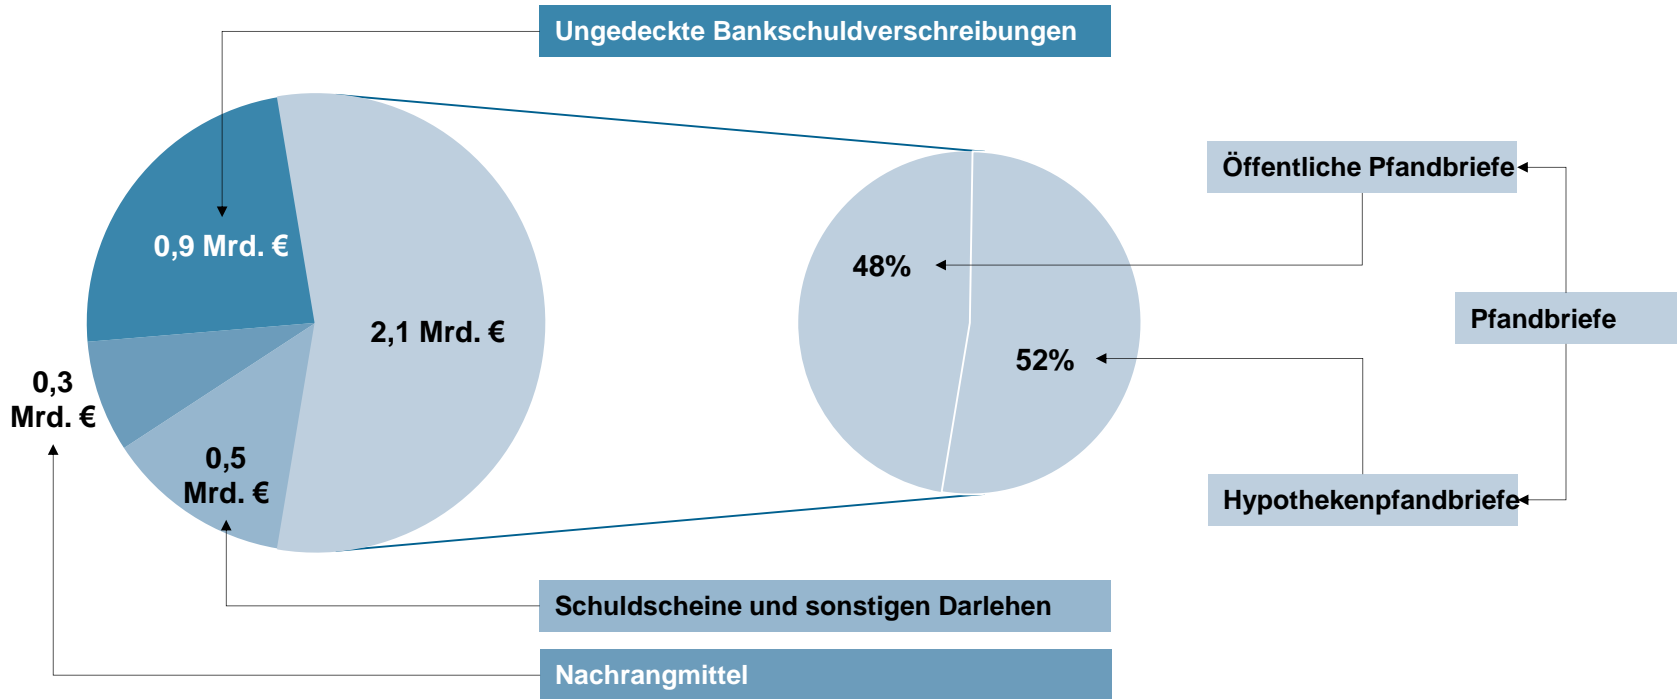 Ungedeckte Bankschuldverschreibungen
Öffentliche Pfandbriefe
0,9 Mrd. €
48%
2,1 Mrd. €
Pfandbriefe
52%
0,3
Mrd. €
0,5
Mrd. €
Hypothekenpfandbriefe
Schuldscheine und sonstigen Darlehen
Nachrangmittel